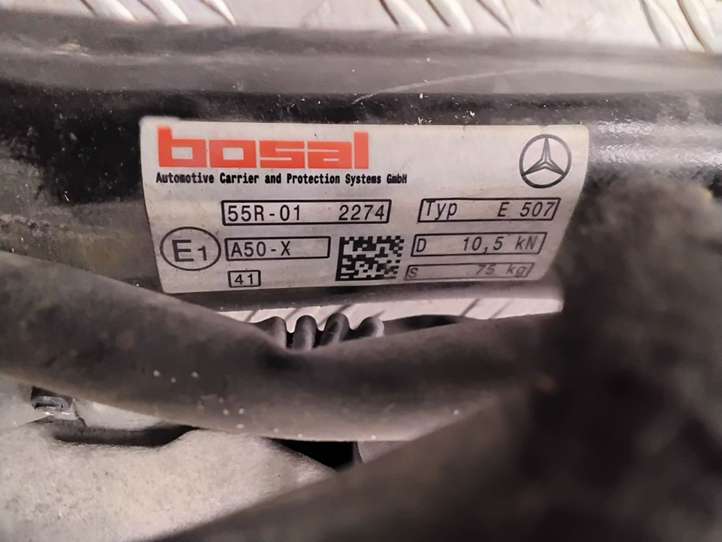 bosal
Automotive Carrier and Protection Systems GmbH
55R-01 2274 Typ E 507
E1 A50-X D 10,5 kN
41 S 75 kg